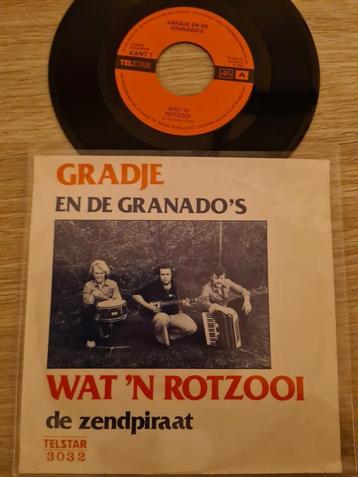 GRADJE EN DE
GRANADO'S
KANT 1
TELSTAR
45
A
WAT 'N
ROTZOOI
GRADJE
EN DE GRANADO'S
WAT 'N ROTZOOI
de zendpiraat
TELSTAR
3032